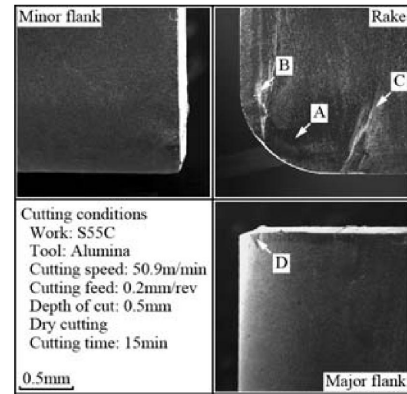 Minor flank
Rake
B
C
A
Cutting conditions
Work: S55C
Tool: Alumina
Cutting speed: 50.9m/min
Cutting feed: 0.2mm/rev
Depth of cut: 0.5mm
Dry cutting
Cutting time: 15min
0.5mm
D
Major flank